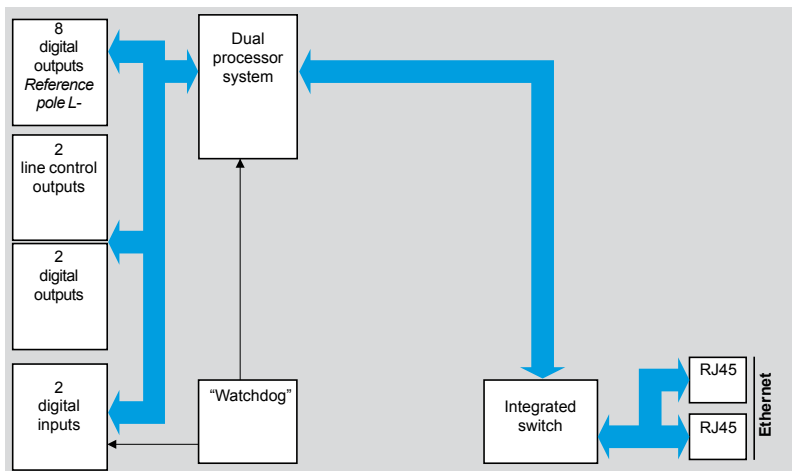 8
digital
outputs
Reference
pole L-
2
line control
outputs
2
digital
outputs
2
digital
inputs
Dual
processor
system
“Watchdog”
Integrated
switch
RJ45
RJ45
Ethernet